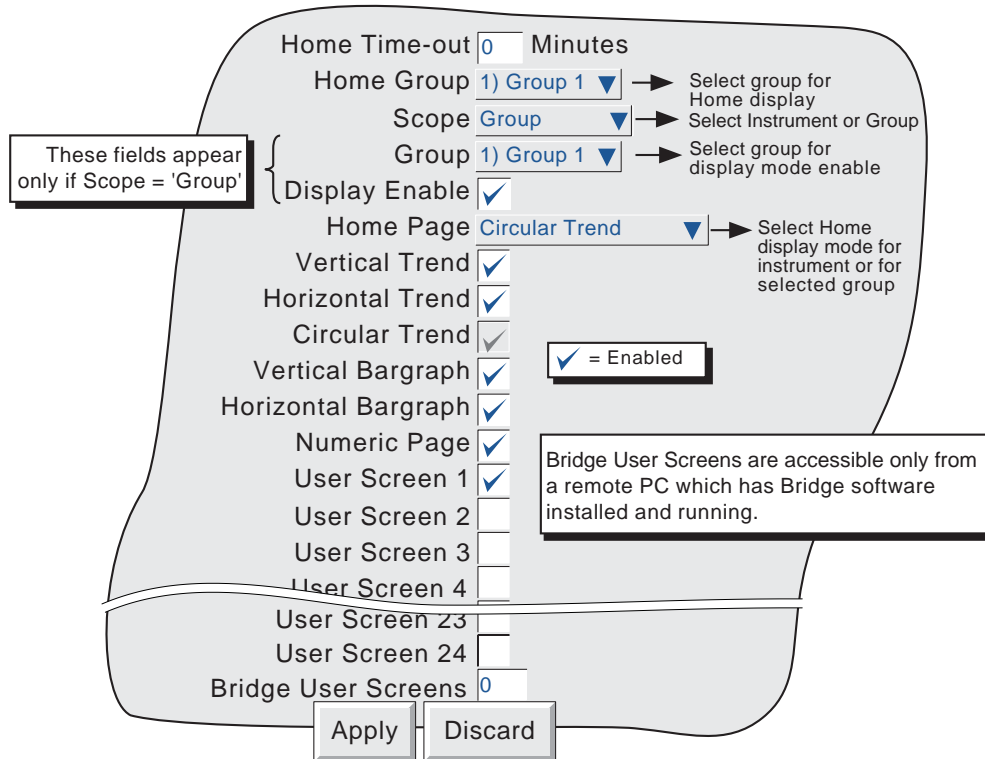 Home Time-out 0 Minutes
Home Group 1) Group 1
Select group for
Home display
Scope Group
Select Instrument or Group
These fields appear
only if Scope = 'Group'
Group 1) Group 1
Select group for
display mode enable
Display Enable
Home Page Circular Trend
Select Home
display mode for
instrument or for
selected group
Vertical Trend
Horizontal Trend
Circular Trend
= Enabled
Vertical Bargraph
Horizontal Bargraph
Numeric Page
User Screen 1
Bridge User Screens are accessible only from
a remote PC which has Bridge software
installed and running.
User Screen 2
User Screen 3
User Screen 4
User Screen 23
User Screen 24
Bridge User Screens 0
Apply Discard